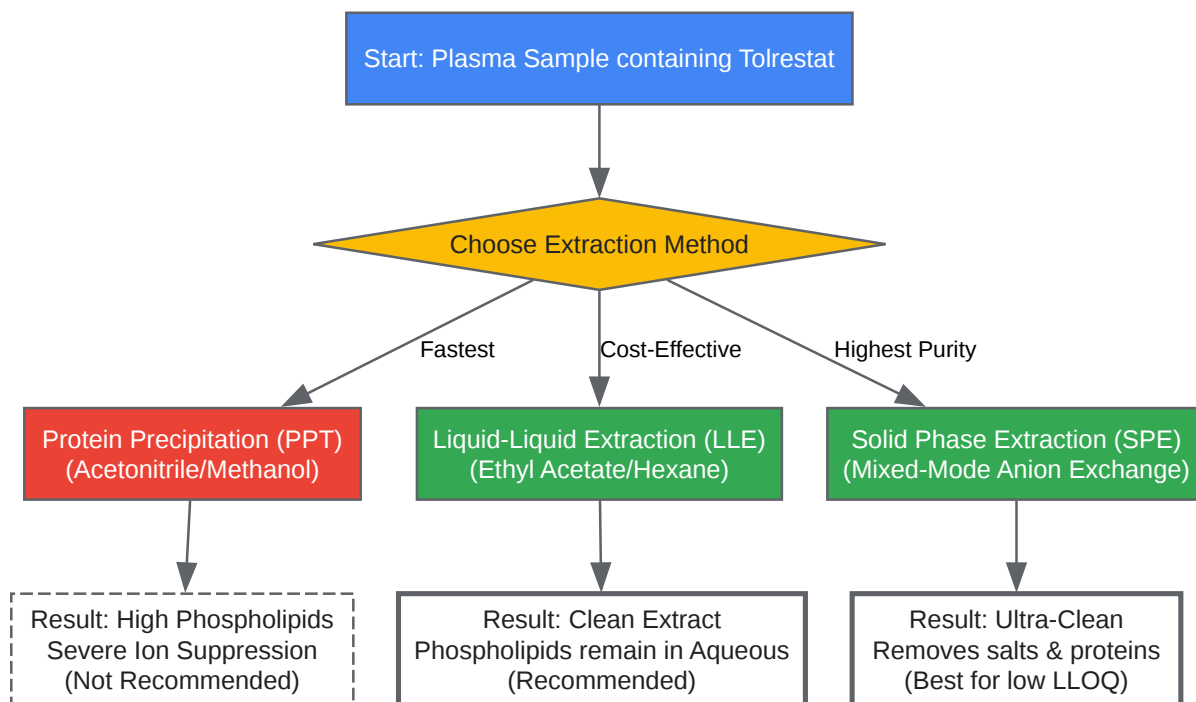 Start: Plasma Sample containing Tolrestat
Choose Extraction Method
Fastest
Cost-Effective
Highest Purity
Protein Precipitation (PPT)
(Acetonitrile/Methanol)
Liquid-Liquid Extraction (LLE)
(Ethyl Acetate/Hexane)
Solid Phase Extraction (SPE)
(Mixed-Mode Anion Exchange)
Result: High Phospholipids
Severe Ion Suppression
(Not Recommended)
Result: Clean Extract
Phospholipids remain in Aqueous
(Recommended)
Result: Ultra-Clean
Removes salts & proteins
(Best for low LLOQ)